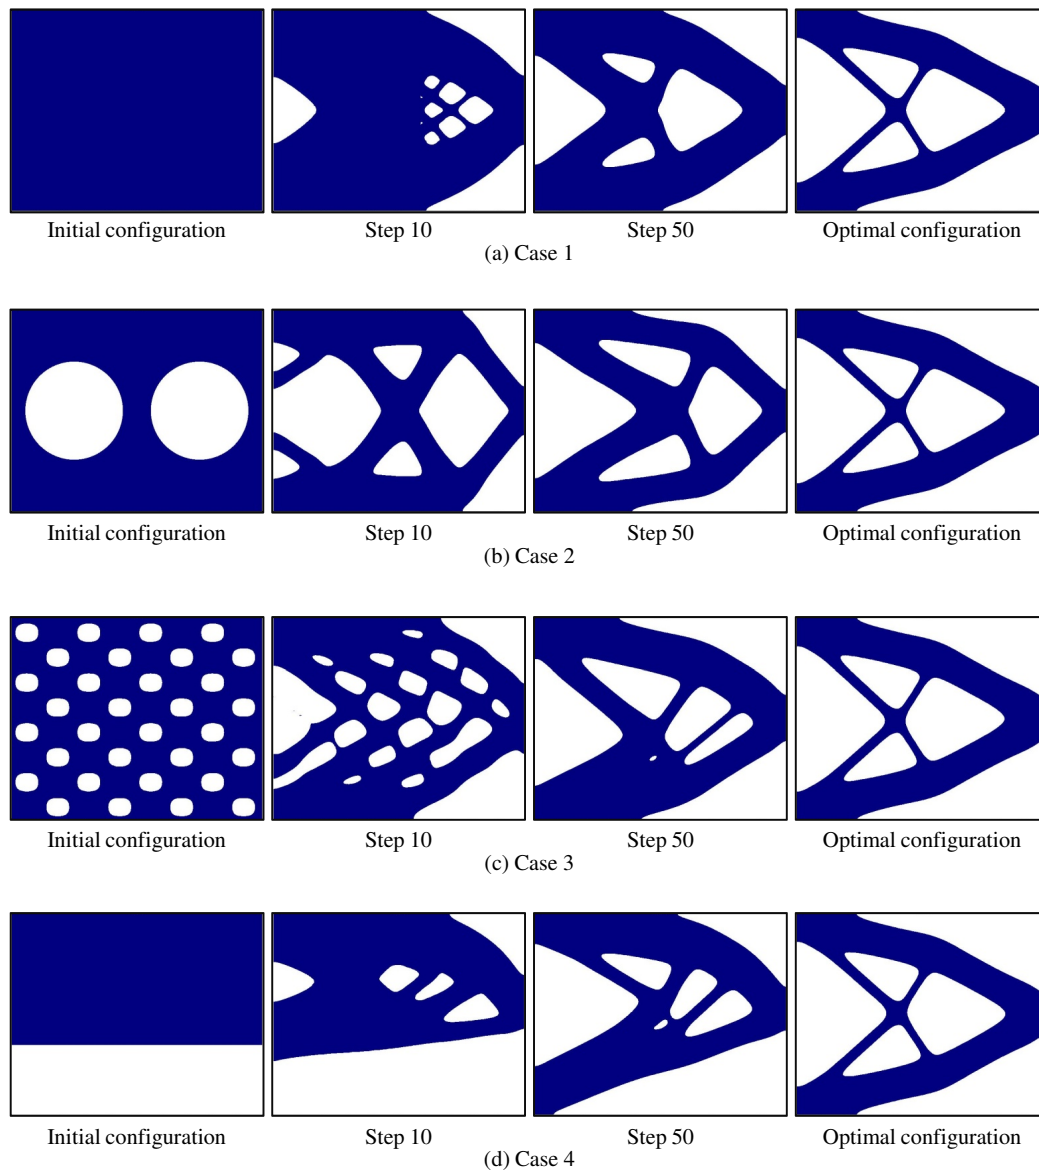 Initial configuration Step 10 Step 50 Optimal configuration
(a) Case 1
Initial configuration Step 10 Step 50 Optimal configuration
(b) Case 2
Initial configuration Step 10 Step 50 Optimal configuration
(c) Case 3
Initial configuration Step 10 Step 50 Optimal configuration
(d) Case 4